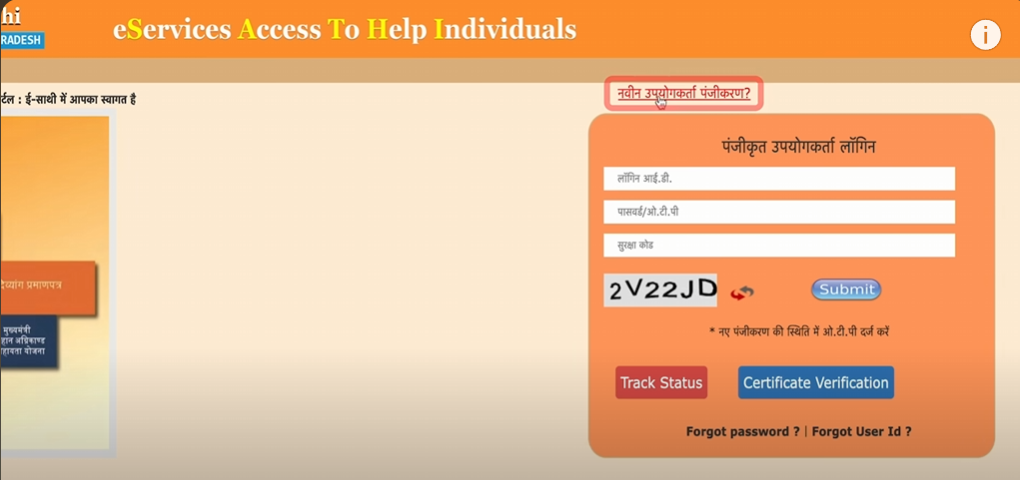 hi
RADESH
eServices Access To Help Individuals
i
र्टल : ई-साथी में आपका स्वागत है
नवीन उपयोगकर्ता पंजीकरण?
पंजीकृत उपयोगकर्ता लॉगिन
लॉगिन आई.डी.
पासवर्ड/ओ.टी.पी
सुरक्षा कोड
2V22JD
Submit
* नए पंजीकरण की स्थिति में ओ.टी.पी दर्ज करें
Track Status
Certificate Verification
Forgot password ? | Forgot User Id ?
दिव्यांग प्रमाणपत्र
मुख्यमंत्री
सहायता योजना